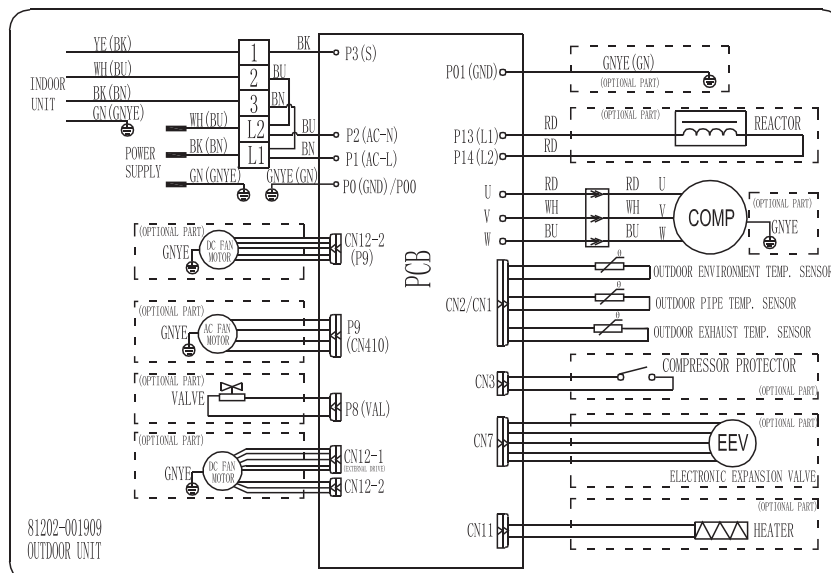 YE(BK)
1
BK
P3(S)
WH(BU)
2
BU
INDOOR
UNIT
BK(BN)
3
BN
GN(GNYE)
WH(BU)
L2
BU
P2(AC-N)
POWER
SUPPLY
BK(BN)
L1
BN
P1(AC-L)
GN(GNYE)
GNYE(GN)
P0(GND)/P00
(OPTIONAL PART)
GNYE
DC FAN
MOTOR
CN12-2
(P9)
(OPTIONAL PART)
GNYE
AC FAN
MOTOR
P9
(CN410)
(OPTIONAL PART)
VALVE
P8(VAL)
(OPTIONAL PART)
GNYE
DC FAN
MOTOR
CN12-1
(EXTERNAL DRIVE)
CN12-2
81202-001909
OUTDOOR UNIT
PCB
P01(GND)
GNYE(GN)
(OPTIONAL PART)
(OPTIONAL PART)
REACTOR
P13(L1)
RD
P14(L2)
RD
U
RD
RD
U
V
WH
WH
V
W
BU
BU
W
COMP
(OPTIONAL PART)
GNYE
CN2/CN1
θ
OUTDOOR ENVIRONMENT TEMP. SENSOR
θ
OUTDOOR PIPE TEMP. SENSOR
θ
OUTDOOR EXHAUST TEMP. SENSOR
CN3
COMPRESSOR PROTECTOR
(OPTIONAL PART)
CN7
(OPTIONAL PART)
EEV
ELECTRONIC EXPANSION VALVE
(OPTIONAL PART)
CN11
HEATER